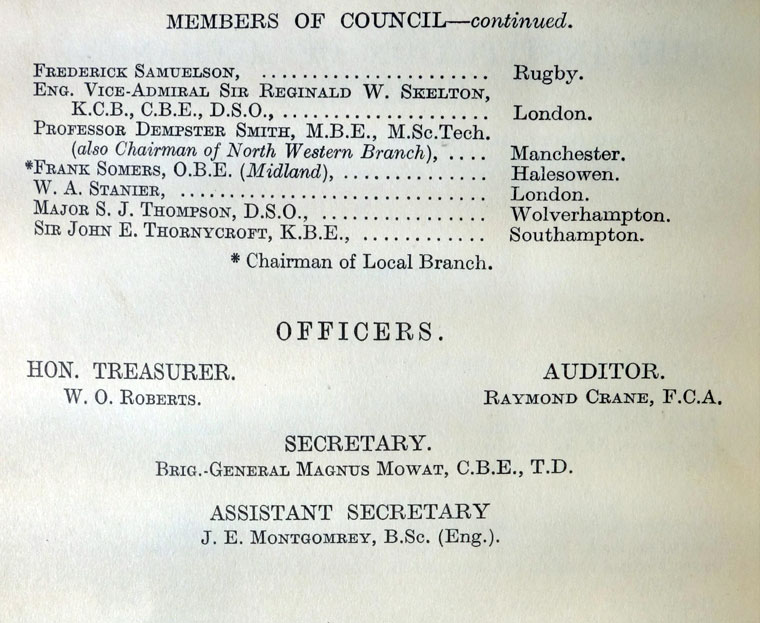 MEMBERS OF COUNCIL—continued.
FREDERICK SAMUELSON, ...................... Rugby.
ENG. VICE-ADMIRAL SIR REGINALD W. SKELTON,
K.C.B., C.B.E., D.S.O., .................... London.
PROFESSOR DEMPSTER SMITH, M.B.E., M.Sc.Tech.
(also Chairman of North Western Branch), .... Manchester.
*FRANK SOMERS, O.B.E. (Midland), ............... Halesowen.
W. A. STANIER, .............................. London.
MAJOR S. J. THOMPSON, D.S.O., ................ Wolverhampton.
SIR JOHN E. THORNYCROFT, K.B.E., ............ Southampton.
* Chairman of Local Branch.
OFFICERS.
HON. TREASURER.
W. O. ROBERTS.
AUDITOR.
RAYMOND CRANE, F.C.A.
SECRETARY.
BRIG.-GENERAL MAGNUS MOWAT, C.B.E., T.D.
ASSISTANT SECRETARY
J. E. MONTGOMREY, B.Sc. (Eng.).